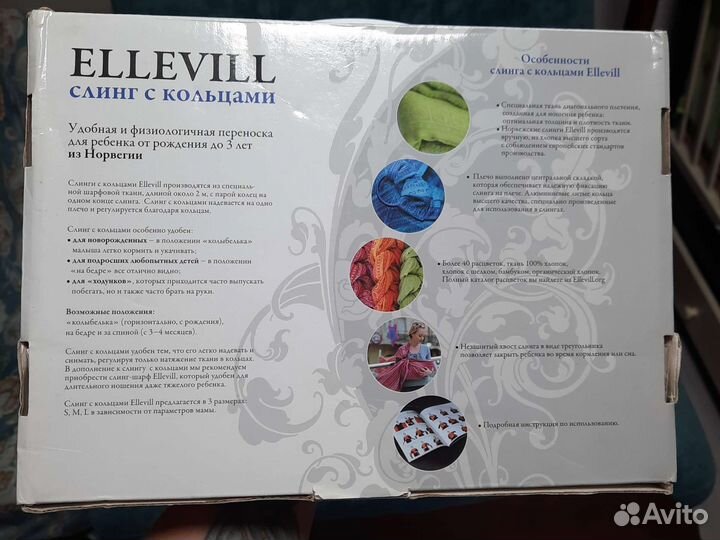 ELLEVILL
СЛИНГ С КОЛЬЦАМИ
Удобная и физиологичная переноска
для ребенка от рождения до 3 лет
из Норвегии
Слинги с кольцами Ellevill производятся из специаль-
ной шарфовой ткани, длиной около 2 м, с парой колец на
одном конце слинга. Слинг с кольцами надевается на одно
плечо и регулируется благодаря кольцам.
Слинг с кольцами особенно удобен:
• для новорожденных – в положении «колыбелька»
малыша легко кормить и укачивать;
• для подросших любопытных детей – в положении
«на бедре» все отлично видно;
• для «ходунков», которых приходится часто выпускать
побегать, но и также часто брать на руки.
Возможные положения:
«колыбелька» (горизонтально, с рождения),
на бедре и за спиной (с 3–4 месяцев).
Слинг с кольцами удобен тем, что его легко надевать и
снимать, регулируя только натяжение ткани в кольцах.
В дополнение к слингу с кольцами мы рекомендуем
приобрести слинг-шарф Ellevill, который удобен для
длительного ношения даже тяжелого ребенка.
Слинг с кольцами Ellevill предлагается в 3 размерах:
S, M, L в зависимости от параметров мамы.
Особенности
слинга с кольцами Ellevill
• Специальная ткань диагонального плетения,
созданная для ношения ребенка:
оптимальная толщина и плотность ткани.
• Норвежские слинги Ellevill производятся
вручную, из хлопка высшего сорта
с соблюдением европейских стандартов
производства.
• Плечо выполнено центральной складкой,
которая обеспечивает надежную фиксацию
слинга на плече. Алюминиевые литые кольца
высшего качества, специально произведенные
для использования в слингах.
• Более 40 расцветок, ткань 100% хлопок,
хлопок с шелком, бамбуком, органический хлопок.
Полный каталог расцветок вы найдете на Ellevill.org
• Незашитый хвост слинга в виде треугольника
позволяет закрыть ребенка во время кормления или сна.
• Подробная инструкция по использованию.
Avito